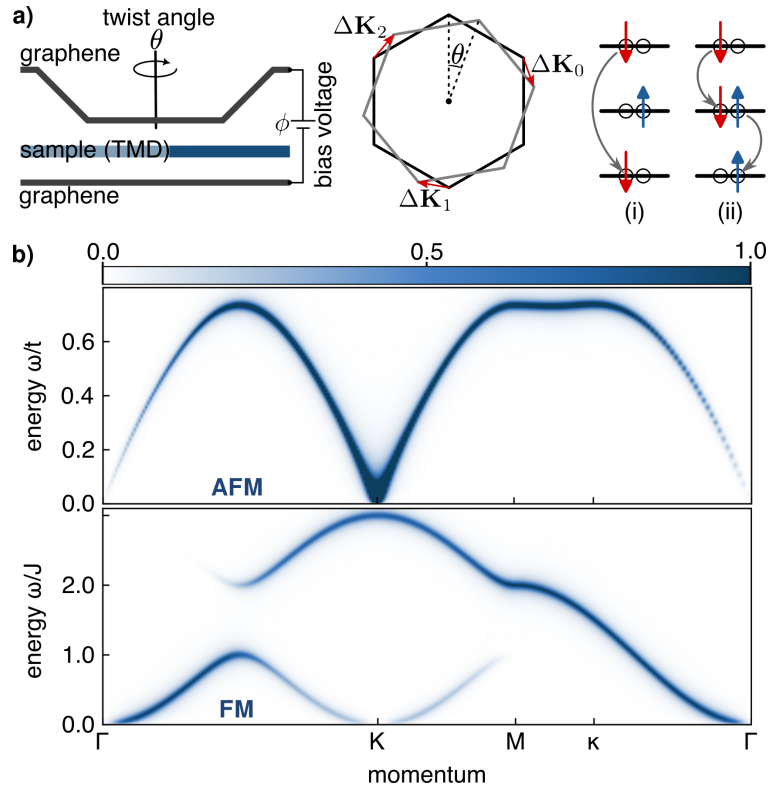 a)
twist angle
θ
graphene
ϕ
bias voltage
sample (TMD)
graphene
ΔK₂
θ
ΔK₀
ΔK₁
(i)
(ii)
b)
0.0
0.5
1.0
energy ω/t
0.6
0.4
0.2
0.0
AFM
energy ω/J
2.0
1.0
0.0
FM
Γ
K
M
κ
Γ
momentum